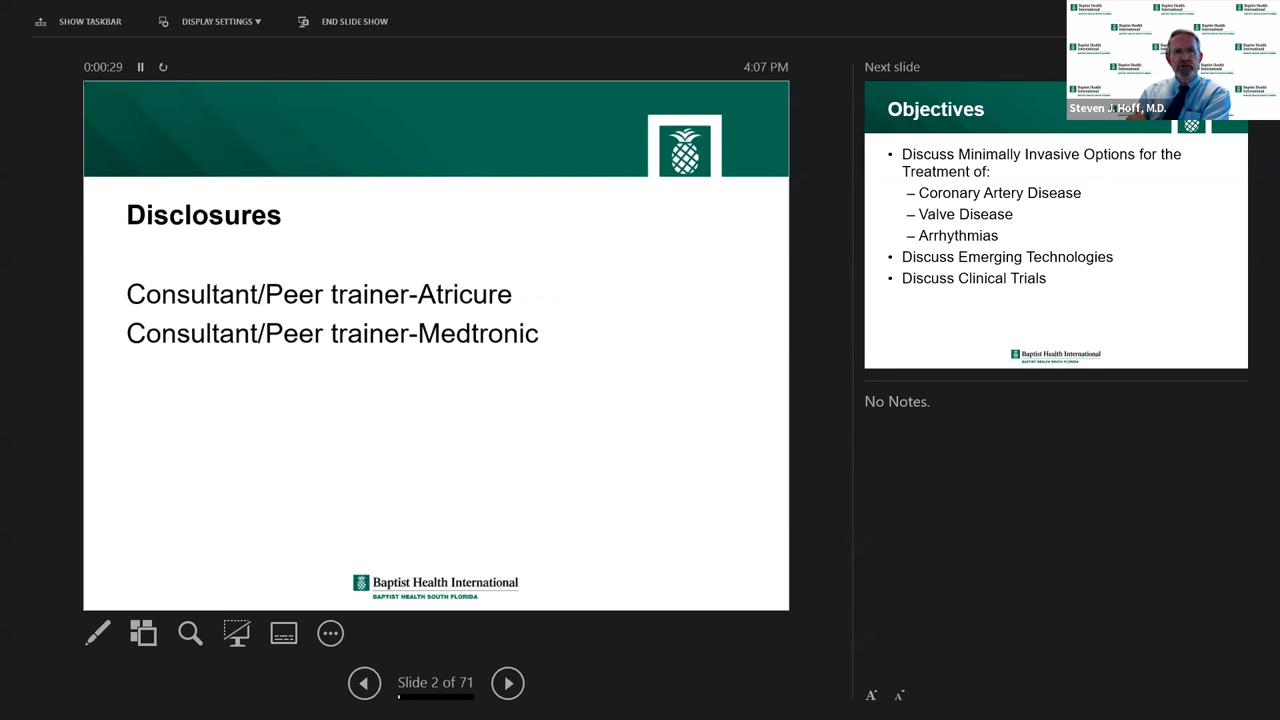 SHOW TASKBAR
DISPLAY SETTINGS
END SLIDE SHOW
0:00:29
4:07 PM
Disclosures
Consultant/Peer trainer-Atricure
Consultant/Peer trainer-Medtronic
Baptist Health International
BAPTIST HEALTH SOUTH FLORIDA
Slide 2 of 71
Next slide
Steven J. Hoff, M.D.
Objectives
• Discuss Minimally Invasive Options for the
Treatment of:
– Coronary Artery Disease
– Valve Disease
– Arrhythmias
• Discuss Emerging Technologies
• Discuss Clinical Trials
Baptist Health International
BAPTIST HEALTH SOUTH FLORIDA
No Notes.
A
A